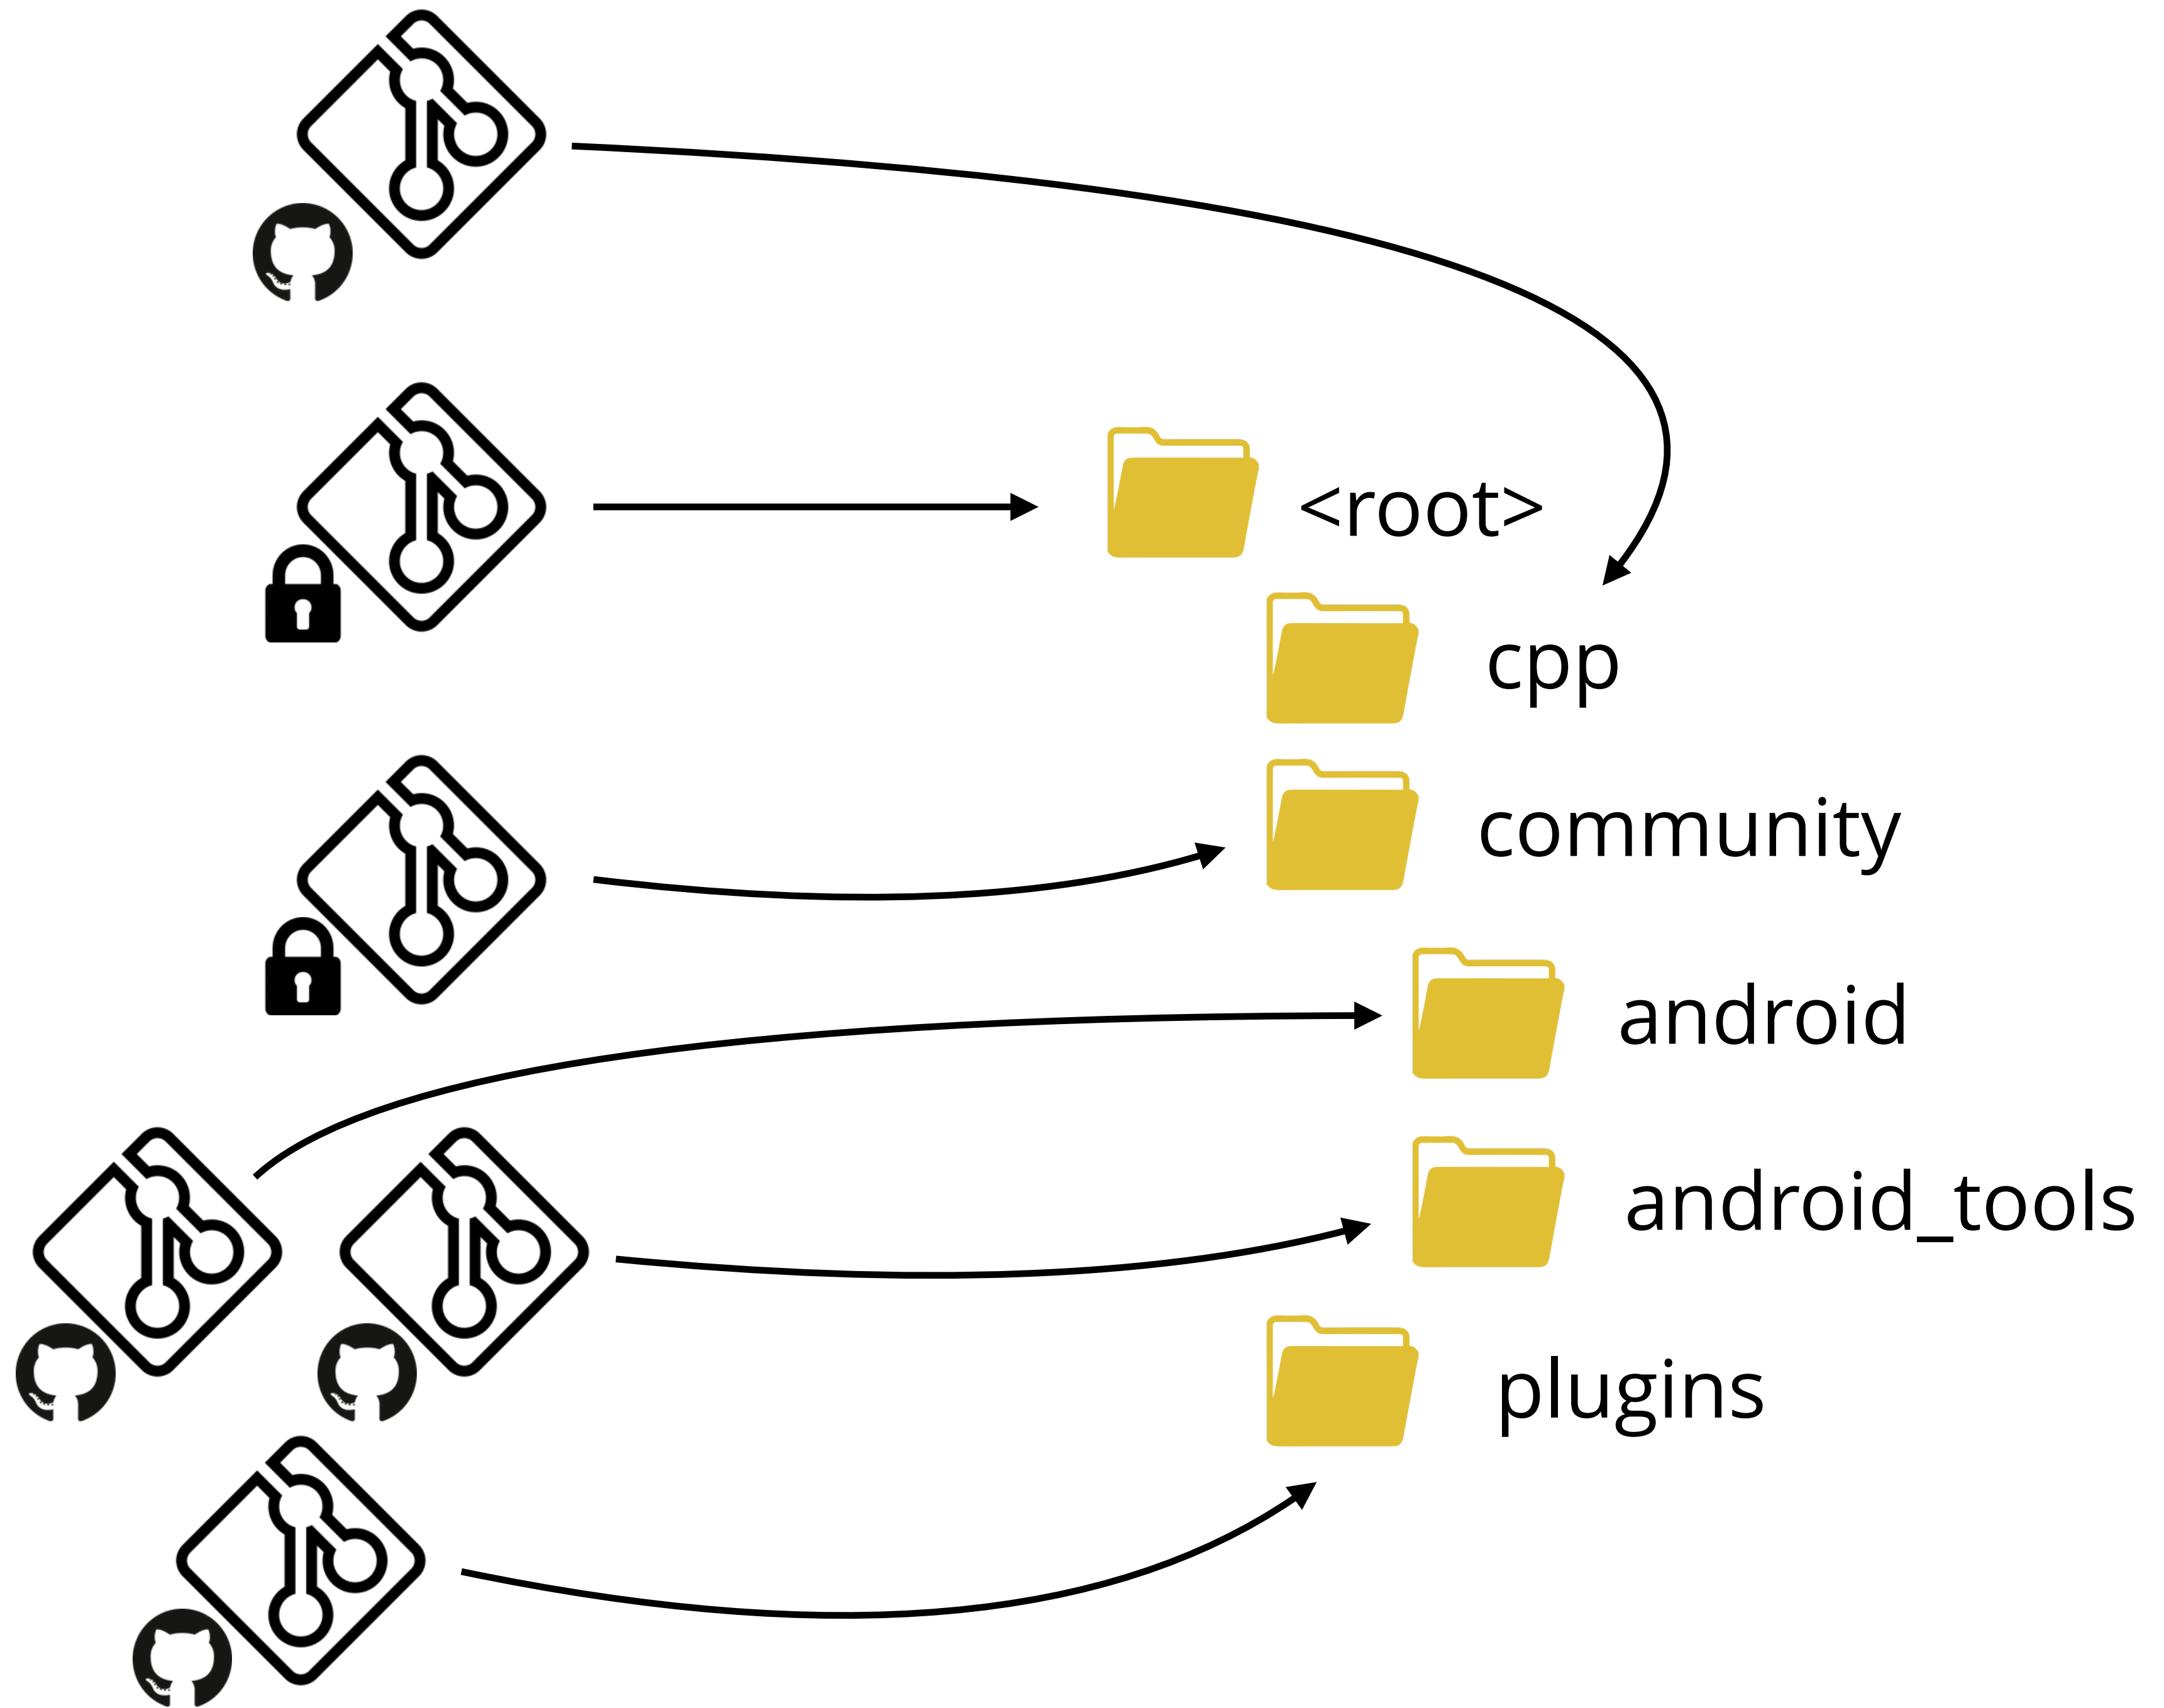 <root>
cpp
community
android
android_tools
plugins